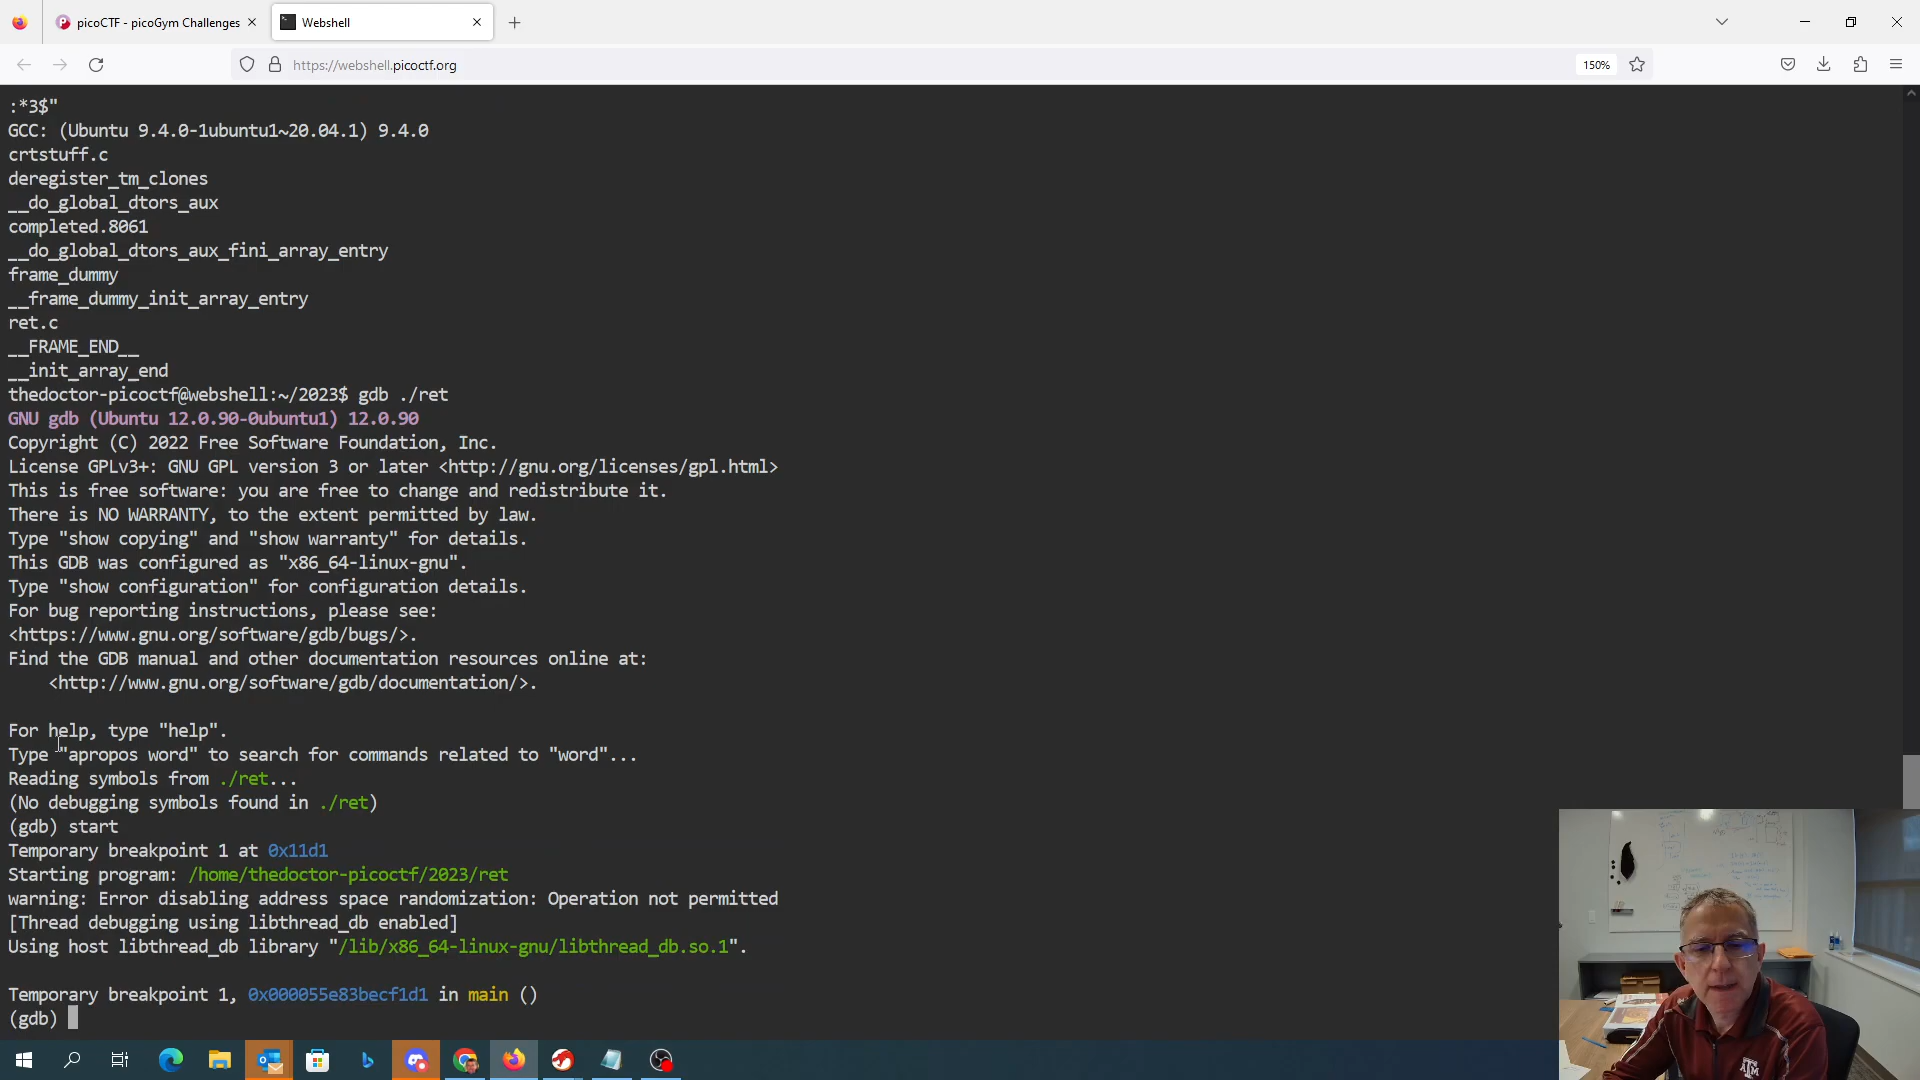 picoCTF - picoGym Challenges
Webshell
https://webshell.picoctf.org
150%
:*3$"
GCC: (Ubuntu 9.4.0-1ubuntu1~20.04.1) 9.4.0
crtstuff.c
deregister_tm_clones
__do_global_dtors_aux
completed.8061
__do_global_dtors_aux_fini_array_entry
frame_dummy
__frame_dummy_init_array_entry
ret.c
__FRAME_END__
__init_array_end
thedoctor-picoctf@webshell:~/2023$ gdb ./ret
GNU gdb (Ubuntu 12.0.90-0ubuntu1) 12.0.90
Copyright (C) 2022 Free Software Foundation, Inc.
License GPLv3+: GNU GPL version 3 or later <http://gnu.org/licenses/gpl.html>
This is free software: you are free to change and redistribute it.
There is NO WARRANTY, to the extent permitted by law.
Type "show copying" and "show warranty" for details.
This GDB was configured as "x86_64-linux-gnu".
Type "show configuration" for configuration details.
For bug reporting instructions, please see:
<https://www.gnu.org/software/gdb/bugs/>.
Find the GDB manual and other documentation resources online at:
    <http://www.gnu.org/software/gdb/documentation/>.
For help, type "help".
Type "apropos word" to search for commands related to "word"...
Reading symbols from ./ret...
(No debugging symbols found in ./ret)
(gdb) start
Temporary breakpoint 1 at 0x11d1
Starting program: /home/thedoctor-picoctf/2023/ret
warning: Error disabling address space randomization: Operation not permitted
[Thread debugging using libthread_db enabled]
Using host libthread_db library "/lib/x86_64-linux-gnu/libthread_db.so.1".
Temporary breakpoint 1, 0x000055e83becf1d1 in main ()
(gdb)